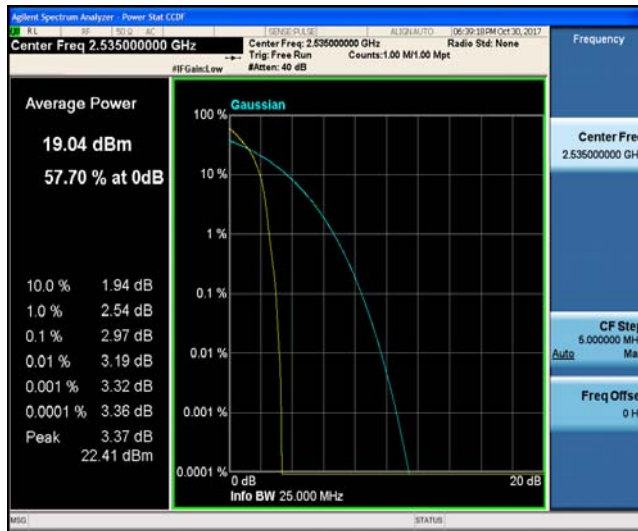 Agilent Spectrum Analyzer - Power Stat CCDF
RL RF 50 Ω AC SENSE:PULSE ALIGN AUTO 06:39:18 PM Oct 30, 2017
Center Freq 2.535000000 GHz
Center Freq: 2.535000000 GHz Radio Std: None
Trig: Free Run Counts:1.00 M/1.00 Mpt
#IFGain:Low #Atten: 40 dB
Frequency
Average Power
19.04 dBm
57.70 % at 0dB
10.0 % 1.94 dB
1.0 % 2.54 dB
0.1 % 2.97 dB
0.01 % 3.19 dB
0.001 % 3.32 dB
0.0001 % 3.36 dB
Peak 3.37 dB
22.41 dBm
Gaussian
100 %
10 %
1 %
0.1 %
0.01 %
0.001 %
0.0001 %
0 dB 20 dB
Info BW 25.000 MHz
Center Fre
2.535000000 GH
CF Step
5.000000 MH
Auto Ma
Freq Offse
0 H
MSG STATUS